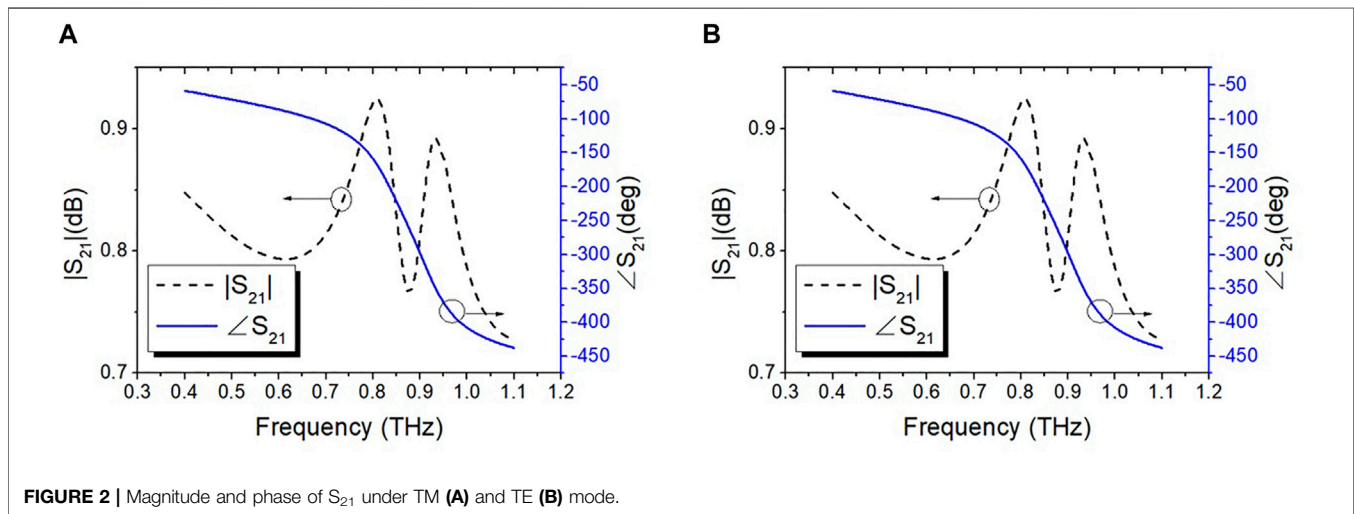 A
B
|S21|(dB)
0.9
0.8
0.7
-50
-100
-150
-200
-250
-300
-350
-400
-450
∠S21(deg)
|S21|
∠S21
0.3 0.4 0.5 0.6 0.7 0.8 0.9 1.0 1.1 1.2
Frequency (THz)
|S21|(dB)
0.9
0.8
0.7
-50
-100
-150
-200
-250
-300
-350
-400
-450
∠S21(deg)
|S21|
∠S21
0.3 0.4 0.5 0.6 0.7 0.8 0.9 1.0 1.1 1.2
Frequency (THz)
FIGURE 2 | Magnitude and phase of S21 under TM (A) and TE (B) mode.